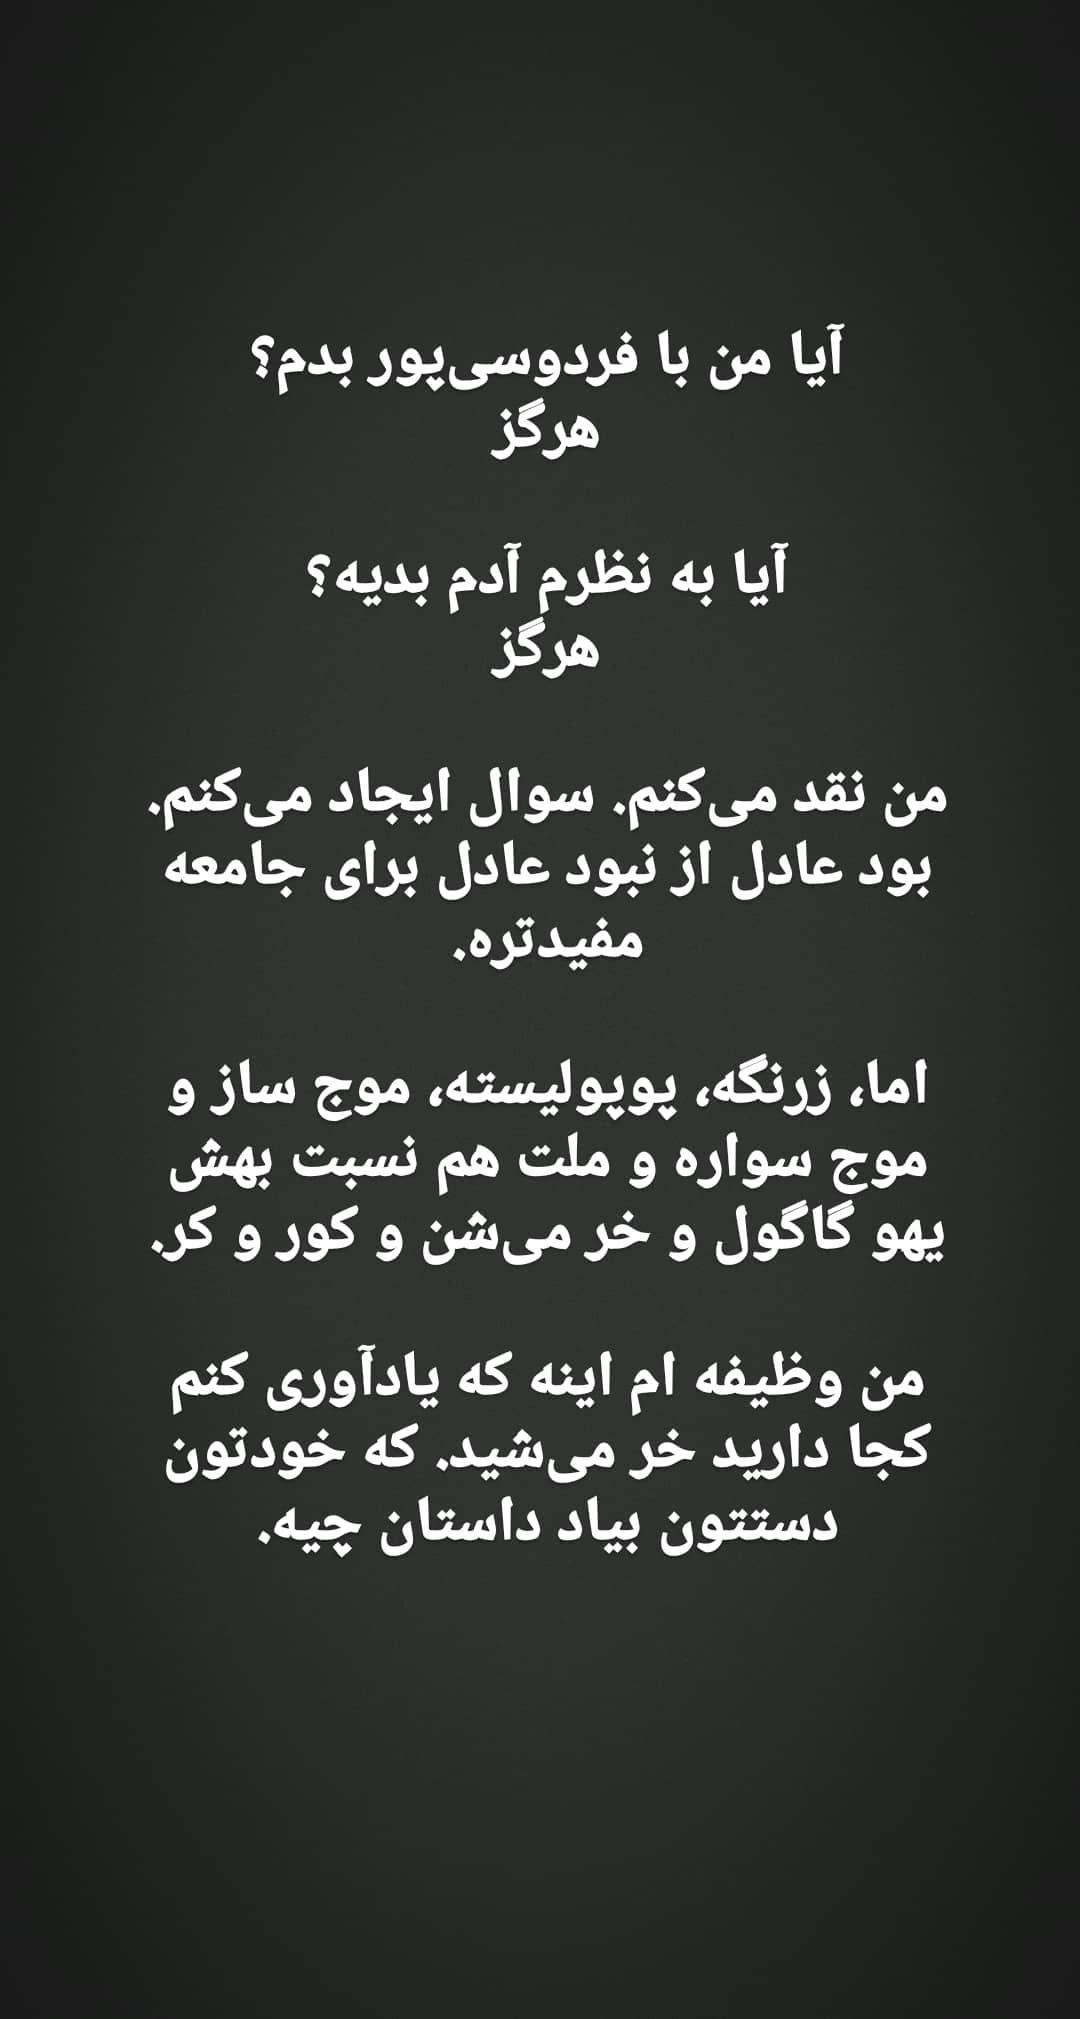 آیا من با فردوسی‌پور بدم؟
هرگز
آیا به نظرم آدم بدیه؟
هرگز
من نقد می‌کنم. سوال ایجاد می‌کنم.
بود عادل از نبود عادل برای جامعه
مفیدتره.
اما، زرنگه، پوپولیسته، موج ساز و
موج سواره و ملت هم نسبت بهش
یهو گاگول و خر می‌شن و کور و کر.
من وظیفه ام اینه که یادآوری کنم
کجا دارید خر می‌شید. که خودتون
دستتون بیاد داستان چیه.